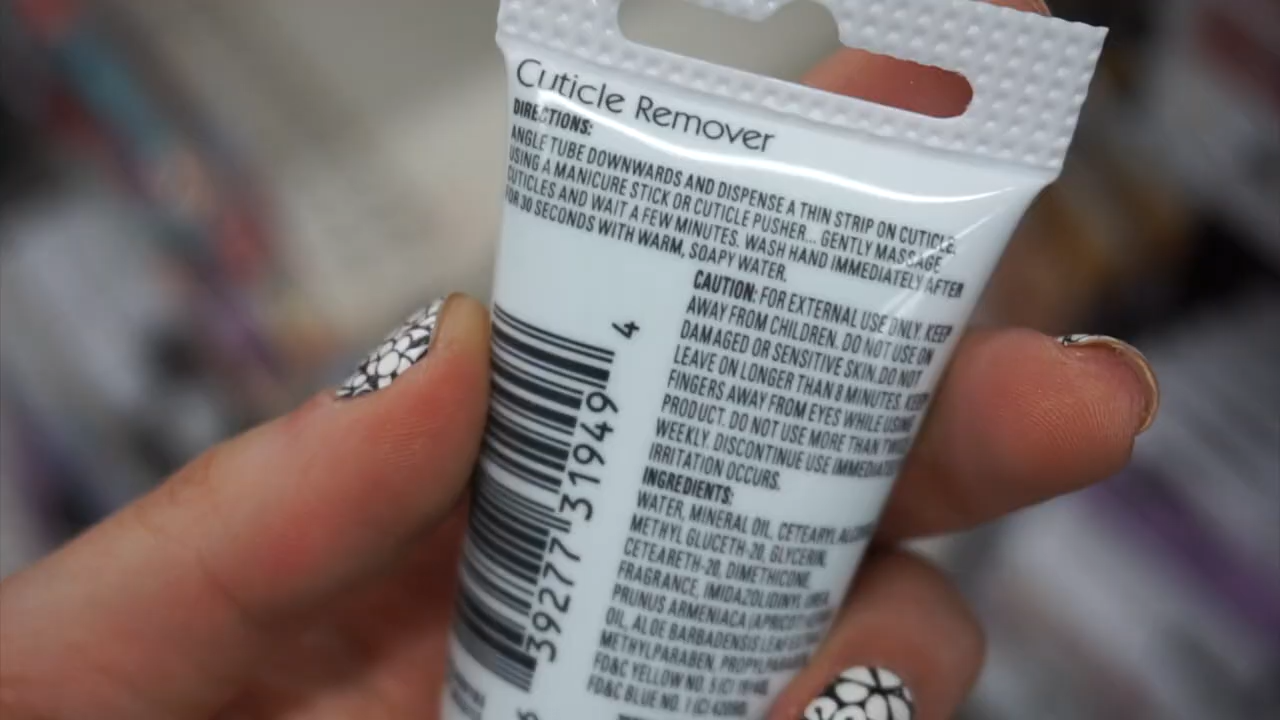 Cuticle Remover
DIRECTIONS:
ANGLE TUBE DOWNWARDS AND DISPENSE A THIN STRIP ON CUTICLE.
USING A MANICURE STICK OR CUTICLE PUSHER... GENTLY MASSAGE
CUTICLES AND WAIT A FEW MINUTES. WASH HAND IMMEDIATELY AFTER
FOR 30 SECONDS WITH WARM, SOAPY WATER.
CAUTION: FOR EXTERNAL USE ONLY. KEEP
AWAY FROM CHILDREN. DO NOT USE ON
DAMAGED OR SENSITIVE SKIN. DO NOT
LEAVE ON LONGER THAN 8 MINUTES. KEEP
FINGERS AWAY FROM EYES WHILE USING
PRODUCT. DO NOT USE MORE THAN TWICE
WEEKLY. DISCONTINUE USE IMMEDIATELY
IRRITATION OCCURS.
INGREDIENTS:
WATER, MINERAL OIL, CETEARYL ALCOHOL
METHYL GLUCETH-20, GLYCERIN,
CETEARETH-20, DIMETHICONE,
FRAGRANCE, IMIDAZOLIDINYL UREA,
PRUNUS ARMENIACA (APRICOT)
OIL, ALOE BARBADENSIS LEAF
METHYLPARABEN, PROPYLPARABEN
FD&C YELLOW NO. 5 (CI 19140)
FD&C BLUE NO. 1 (CI 42090)
39277 31949 4